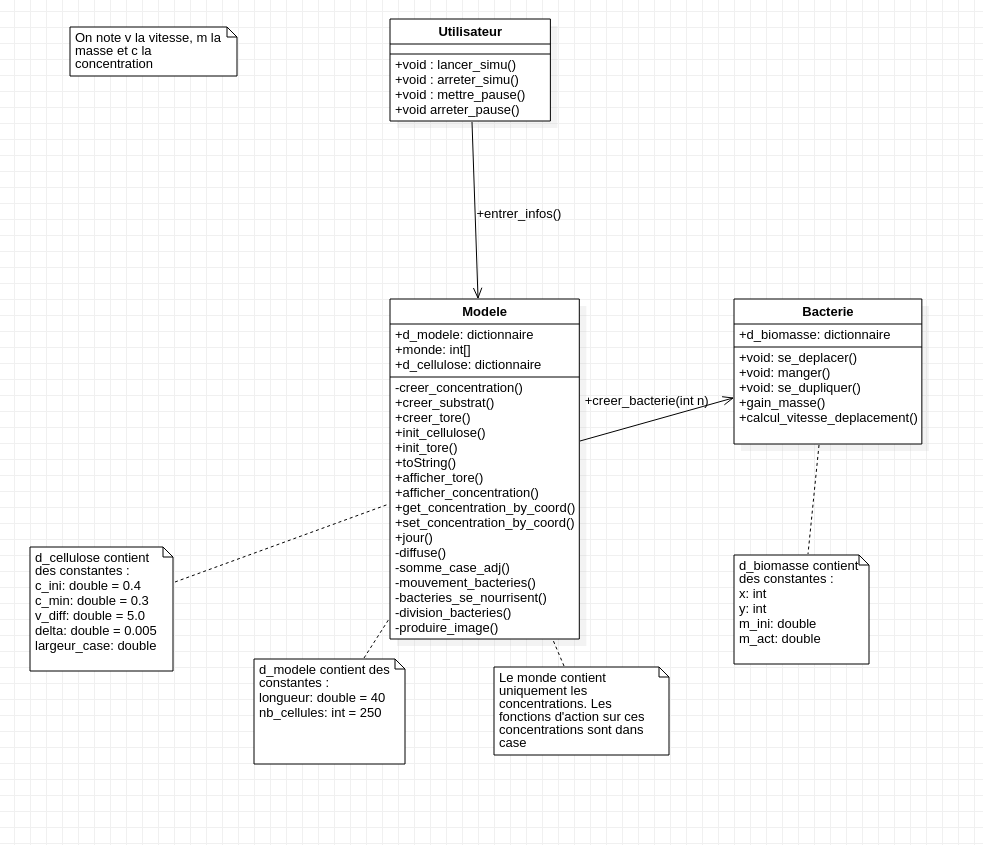 On note v la vitesse, m la
masse et c la
concentration
Utilisateur
+void : lancer_simu()
+void : arreter_simu()
+void : mettre_pause()
+void arreter_pause()
+entrer_infos()
Modele
+d_modele: dictionnaire
+monde: int[]
+d_cellulose: dictionnaire
-creer_concentration()
+creer_substrat()
+creer_tore()
+init_cellulose()
+init_tore()
+toString()
+afficher_tore()
+afficher_concentration()
+get_concentration_by_coord()
+set_concentration_by_coord()
+jour()
-diffuse()
-somme_case_adj()
-mouvement_bacteries()
-bacteries_se_nourrisent()
-division_bacteries()
-produire_image()
+creer_bacterie(int n)
Bacterie
+d_biomasse: dictionnaire
+void: se_deplacer()
+void: manger()
+void: se_dupliquer()
+gain_masse()
+calcul_vitesse_deplacement()
d_cellulose contient
des constantes :
c_ini: double = 0.4
c_min: double = 0.3
v_diff: double = 5.0
delta: double = 0.005
largeur_case: double
d_modele contient des
constantes :
longueur: double = 40
nb_cellules: int = 250
Le monde contient
uniquement les
concentrations. Les
fonctions d'action sur ces
concentrations sont dans
case
d_biomasse contient
des constantes :
x: int
y: int
m_ini: double
m_act: double